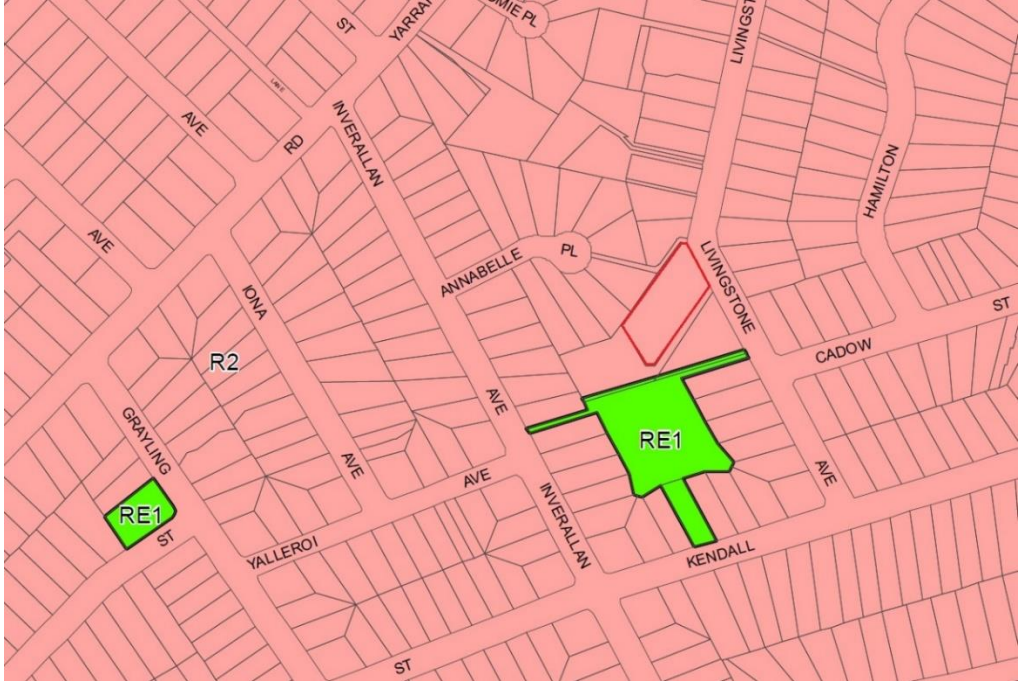 ST
YARRA
OMIE PL
LIVINGST
AVE
RD
INVERALLAN
HAMILTON
AVE
ANNABELLE
PL
LIVINGSTONE
IONA
ST
CADOW
R2
AVE
GRAYLING
RE1
AVE
AVE
AVE
RE1
ST
INVERALLAN
YALLEROI
KENDALL
ST